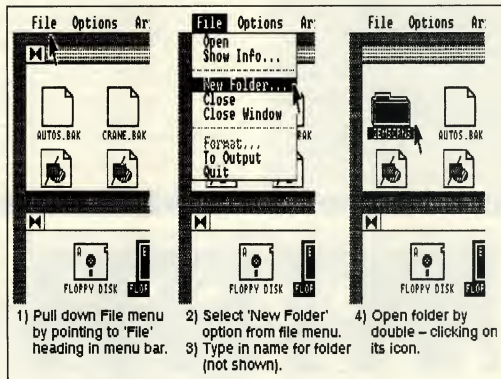 File Options Ar
AUTOS.BAK CRANE.BAK
FLOPPY DISK
1) Pull down File menu
by pointing to 'File'
heading in menu bar.
File Options Ar
Open
Show Info...
New Folder...
Close
Close Window
Format...
To Output
Quit
FLOPPY DISK
2) Select 'New Folder'
option from file menu.
3) Type in name for folder
(not shown).
File Options Ar
AUTOS.BAK
FLOPPY DISK
4) Open folder by
double – clicking on
its icon.